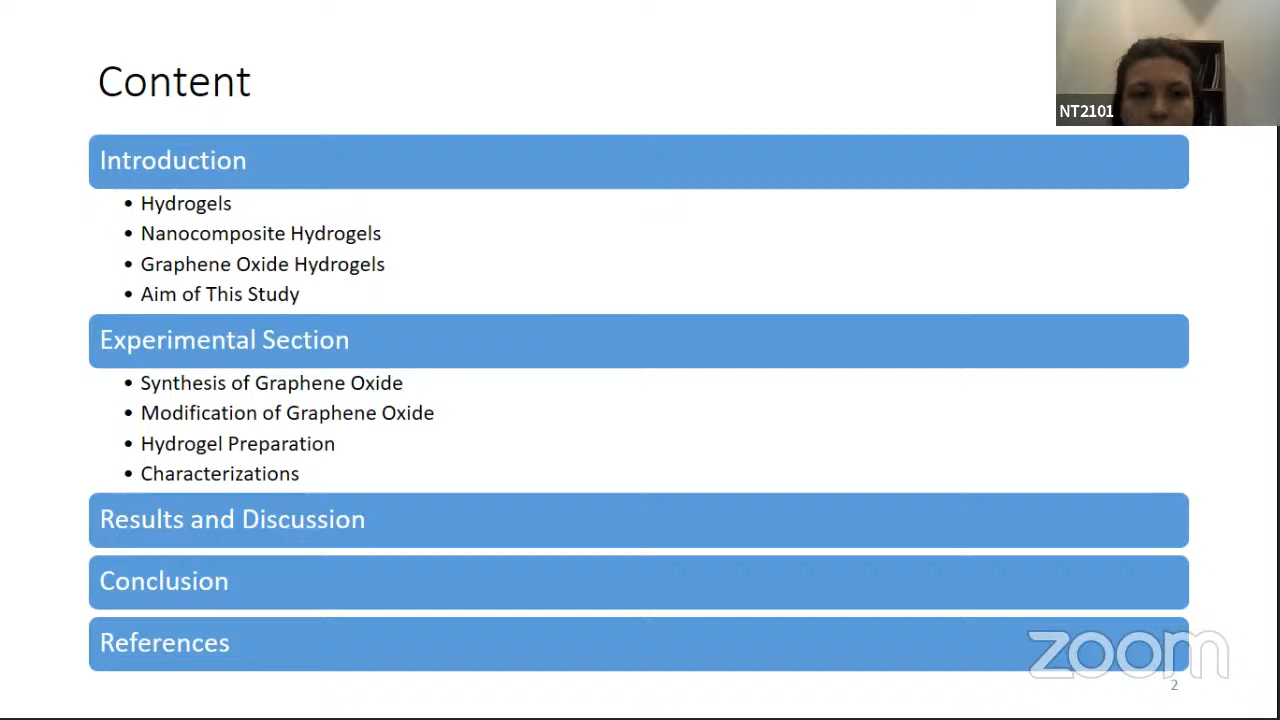 Content
NT2101
Introduction
• Hydrogels
• Nanocomposite Hydrogels
• Graphene Oxide Hydrogels
• Aim of This Study
Experimental Section
• Synthesis of Graphene Oxide
• Modification of Graphene Oxide
• Hydrogel Preparation
• Characterizations
Results and Discussion
Conclusion
References
zoom
2